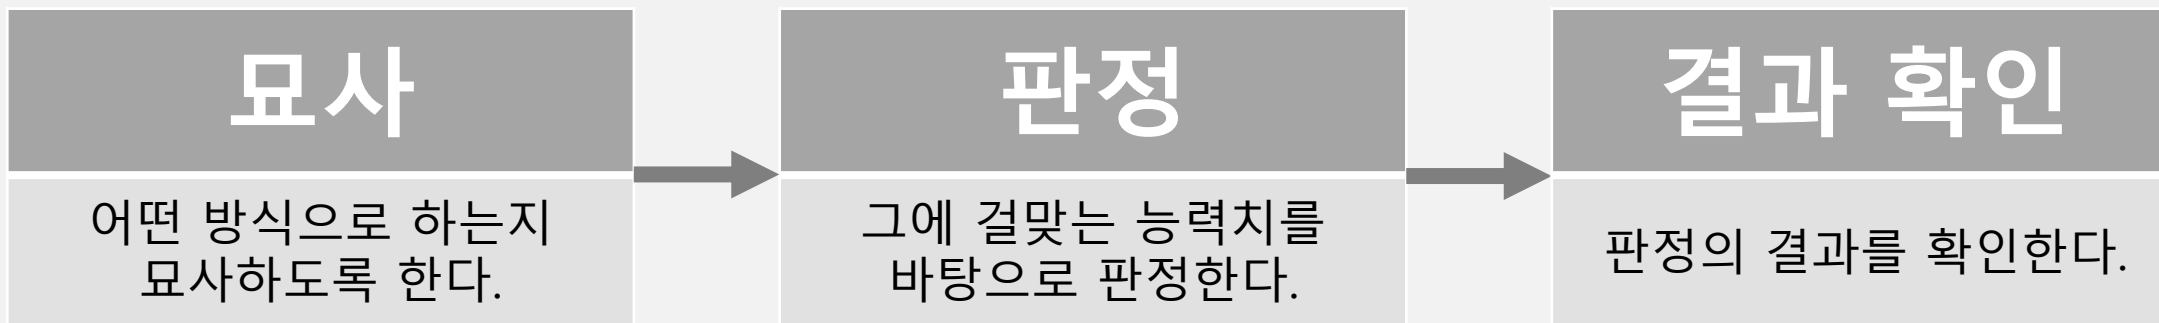 묘사
어떤 방식으로 하는지
묘사하도록 한다.
판정
그에 걸맞는 능력치를
바탕으로 판정한다.
결과 확인
판정의 결과를 확인한다.